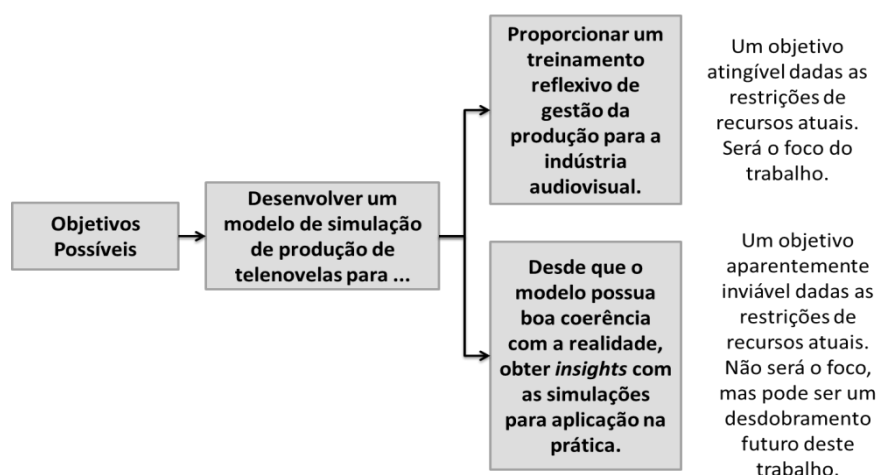 Objetivos
Possíveis
Desenvolver um
modelo de simulação
de produção de
telenovelas para ...
Proporcionar um
treinamento
reflexivo de
gestão da
produção para a
indústria
audiovisual.
Um objetivo
atingível dadas as
restrições de
recursos atuais.
Será o foco do
trabalho.
Desde que o
modelo possua
boa coerência
com a realidade,
obter insights com
as simulações
para aplicação na
prática.
Um objetivo
aparentemente
inviável dadas as
restrições de
recursos atuais.
Não será o foco,
mas pode ser um
desdobramento
futuro deste
trabalho.